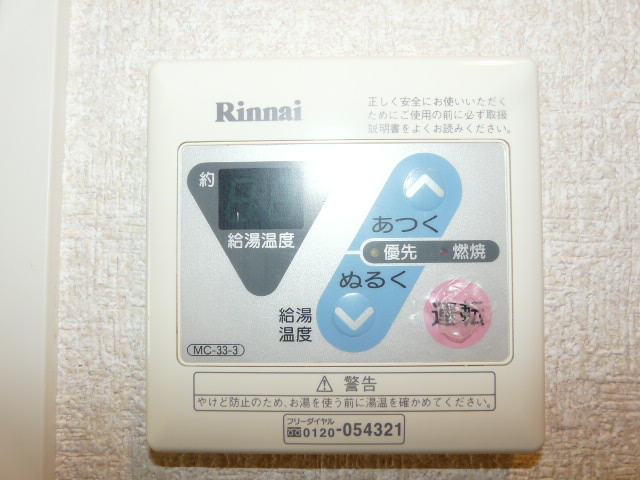 Rinnai
正しく安全にお使いいただく
ためにご使用の前に必ず取扱
説明書をよくお読みください。
約
給湯温度
あつく
優先 燃焼
ぬるく
給湯
温度
運転
MC-33-3
⚠ 警告
やけど防止のため、お湯を使う前に湯温を確かめてください。
フリーダイヤル
0120-054321